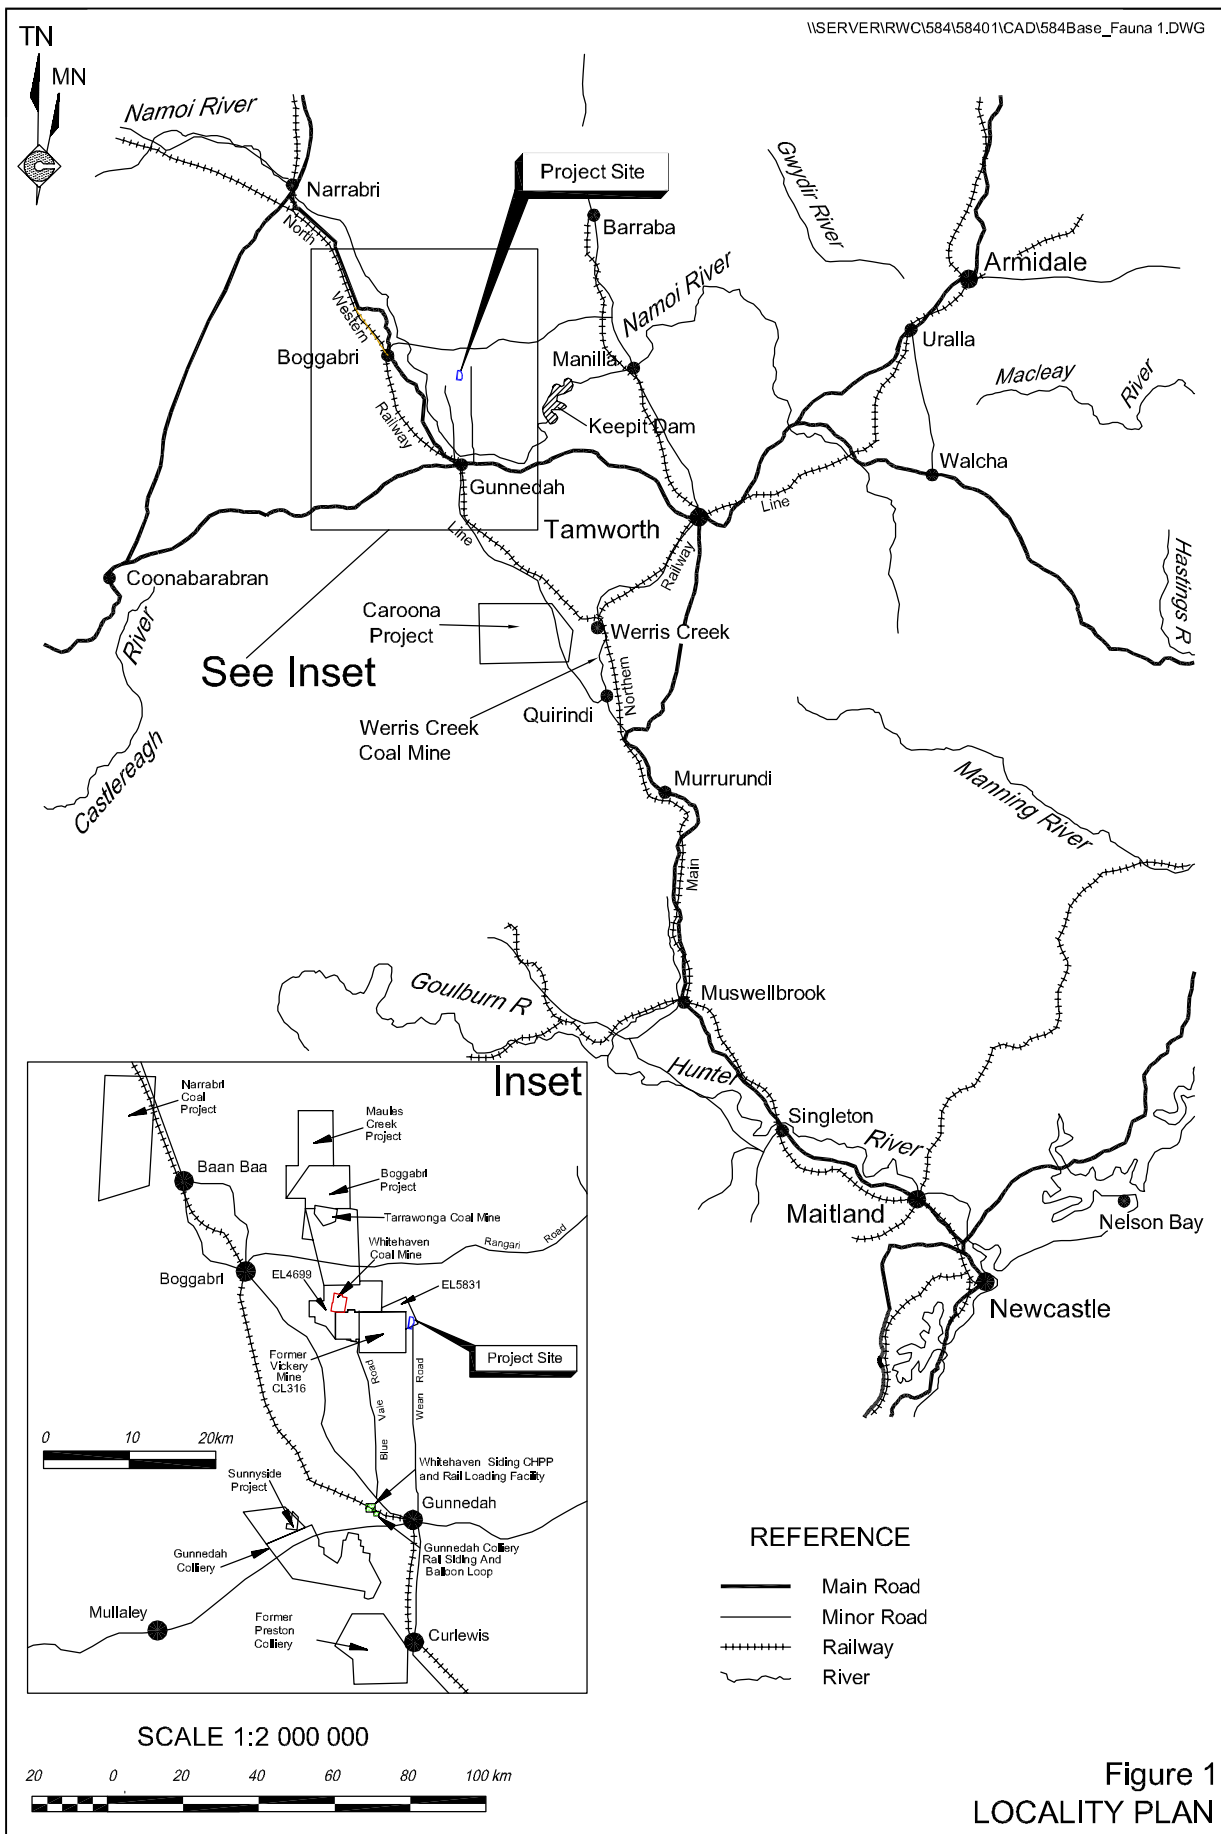 \\SERVER\RWC\584\58401\CAD\584Base_Fauna 1.DWG
TN
MN
Namoi River
Narrabri
North
Western
Railway
Line
Project Site
Barraba
Namoi River
Gwydir River
Armidale
Uralla
Boggabri
Manilla
Keepit Dam
Macleay
River
Walcha
Gunnedah
Tamworth
Line
Railway
Coonabarabran
River
Castlereagh
See Inset
Caroona
Project
Werris Creek
Northern
Quirindi
Werris Creek
Coal Mine
Hastings R
Murrurundi
Main
Manning River
Goulburn R
Muswellbrook
Hunter
Singleton
River
Maitland
Nelson Bay
Newcastle
Inset
Narrabri
Coal
Project
Maules
Creek
Project
Baan Baa
Boggabri
Project
Tarrawonga Coal Mine
Whitehaven
Coal Mine
Rangari
Road
Boggabri
EL4699
EL5831
Former
Vickery
Mine
CL316
Project Site
Blue
Vale
Road
Wean Road
0 10 20km
Sunnyside
Project
Whitehaven Siding CHPP
and Rail Loading Facility
Gunnedah
Gunnedah
Colliery
Gunnedah Colliery
Rail Siding And
Balloon Loop
Mullaley
Former
Preston
Colliery
Curlewis
REFERENCE
Main Road
Minor Road
Railway
River
SCALE 1:2 000 000
20 0 20 40 60 80 100 km
Figure 1
LOCALITY PLAN